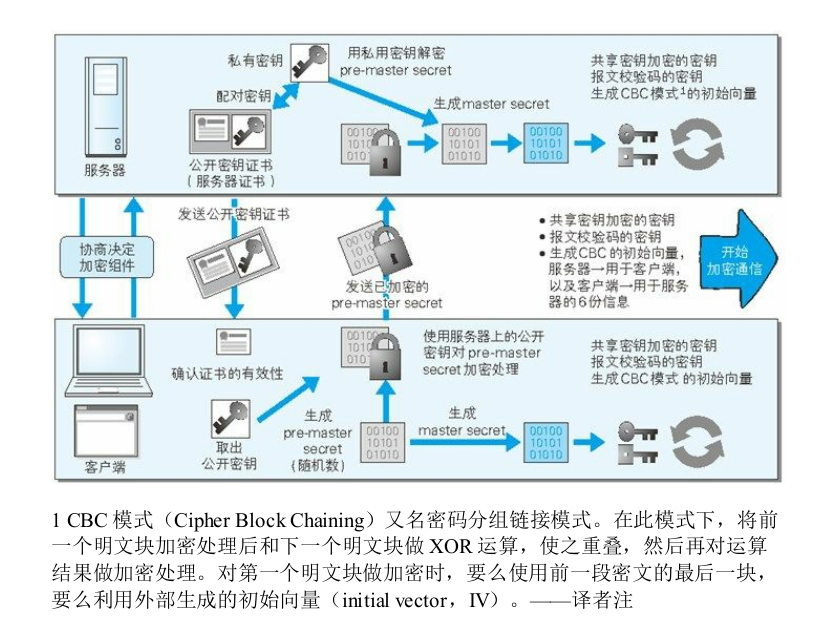 私有密钥
用私用密钥解密
pre-master secret
共享密钥加密的密钥
报文校验码的密钥
生成CBC模式¹的初始向量
配对密钥
生成master secret
00100
10101
01010
00100
10101
01010
00100
10101
01010
服务器
公开密钥证书
(服务器证书)
发送公开密钥证书
协商决定
加密组件
00100
10101
01010
发送已加密的
pre-master secret
• 共享密钥加密的密钥
• 报文校验码的密钥
• 生成CBC 的初始向量,
服务器→用于客户端,
以及客户端→用于服务
器的6份信息
开始
加密通信
确认证书的有效性
00100
10101
01010
使用服务器上的公开
密钥对pre-master
secret加密处理
共享密钥加密的密钥
报文校验码的密钥
生成CBC模式 的初始向量
取出
公开密钥
生成
pre-master
secret
(随机数)
00100
10101
01010
生成
master secret
00100
10101
01010
客户端
1 CBC 模式（Cipher Block Chaining）又名密码分组链接模式。在此模式下，将前
一个明文块加密处理后和下一个明文块做 XOR 运算，使之重叠，然后再对运算
结果做加密处理。对第一个明文块做加密时，要么使用前一段密文的最后一块，
要么利用外部生成的初始向量（initial vector，IV）。——译者注